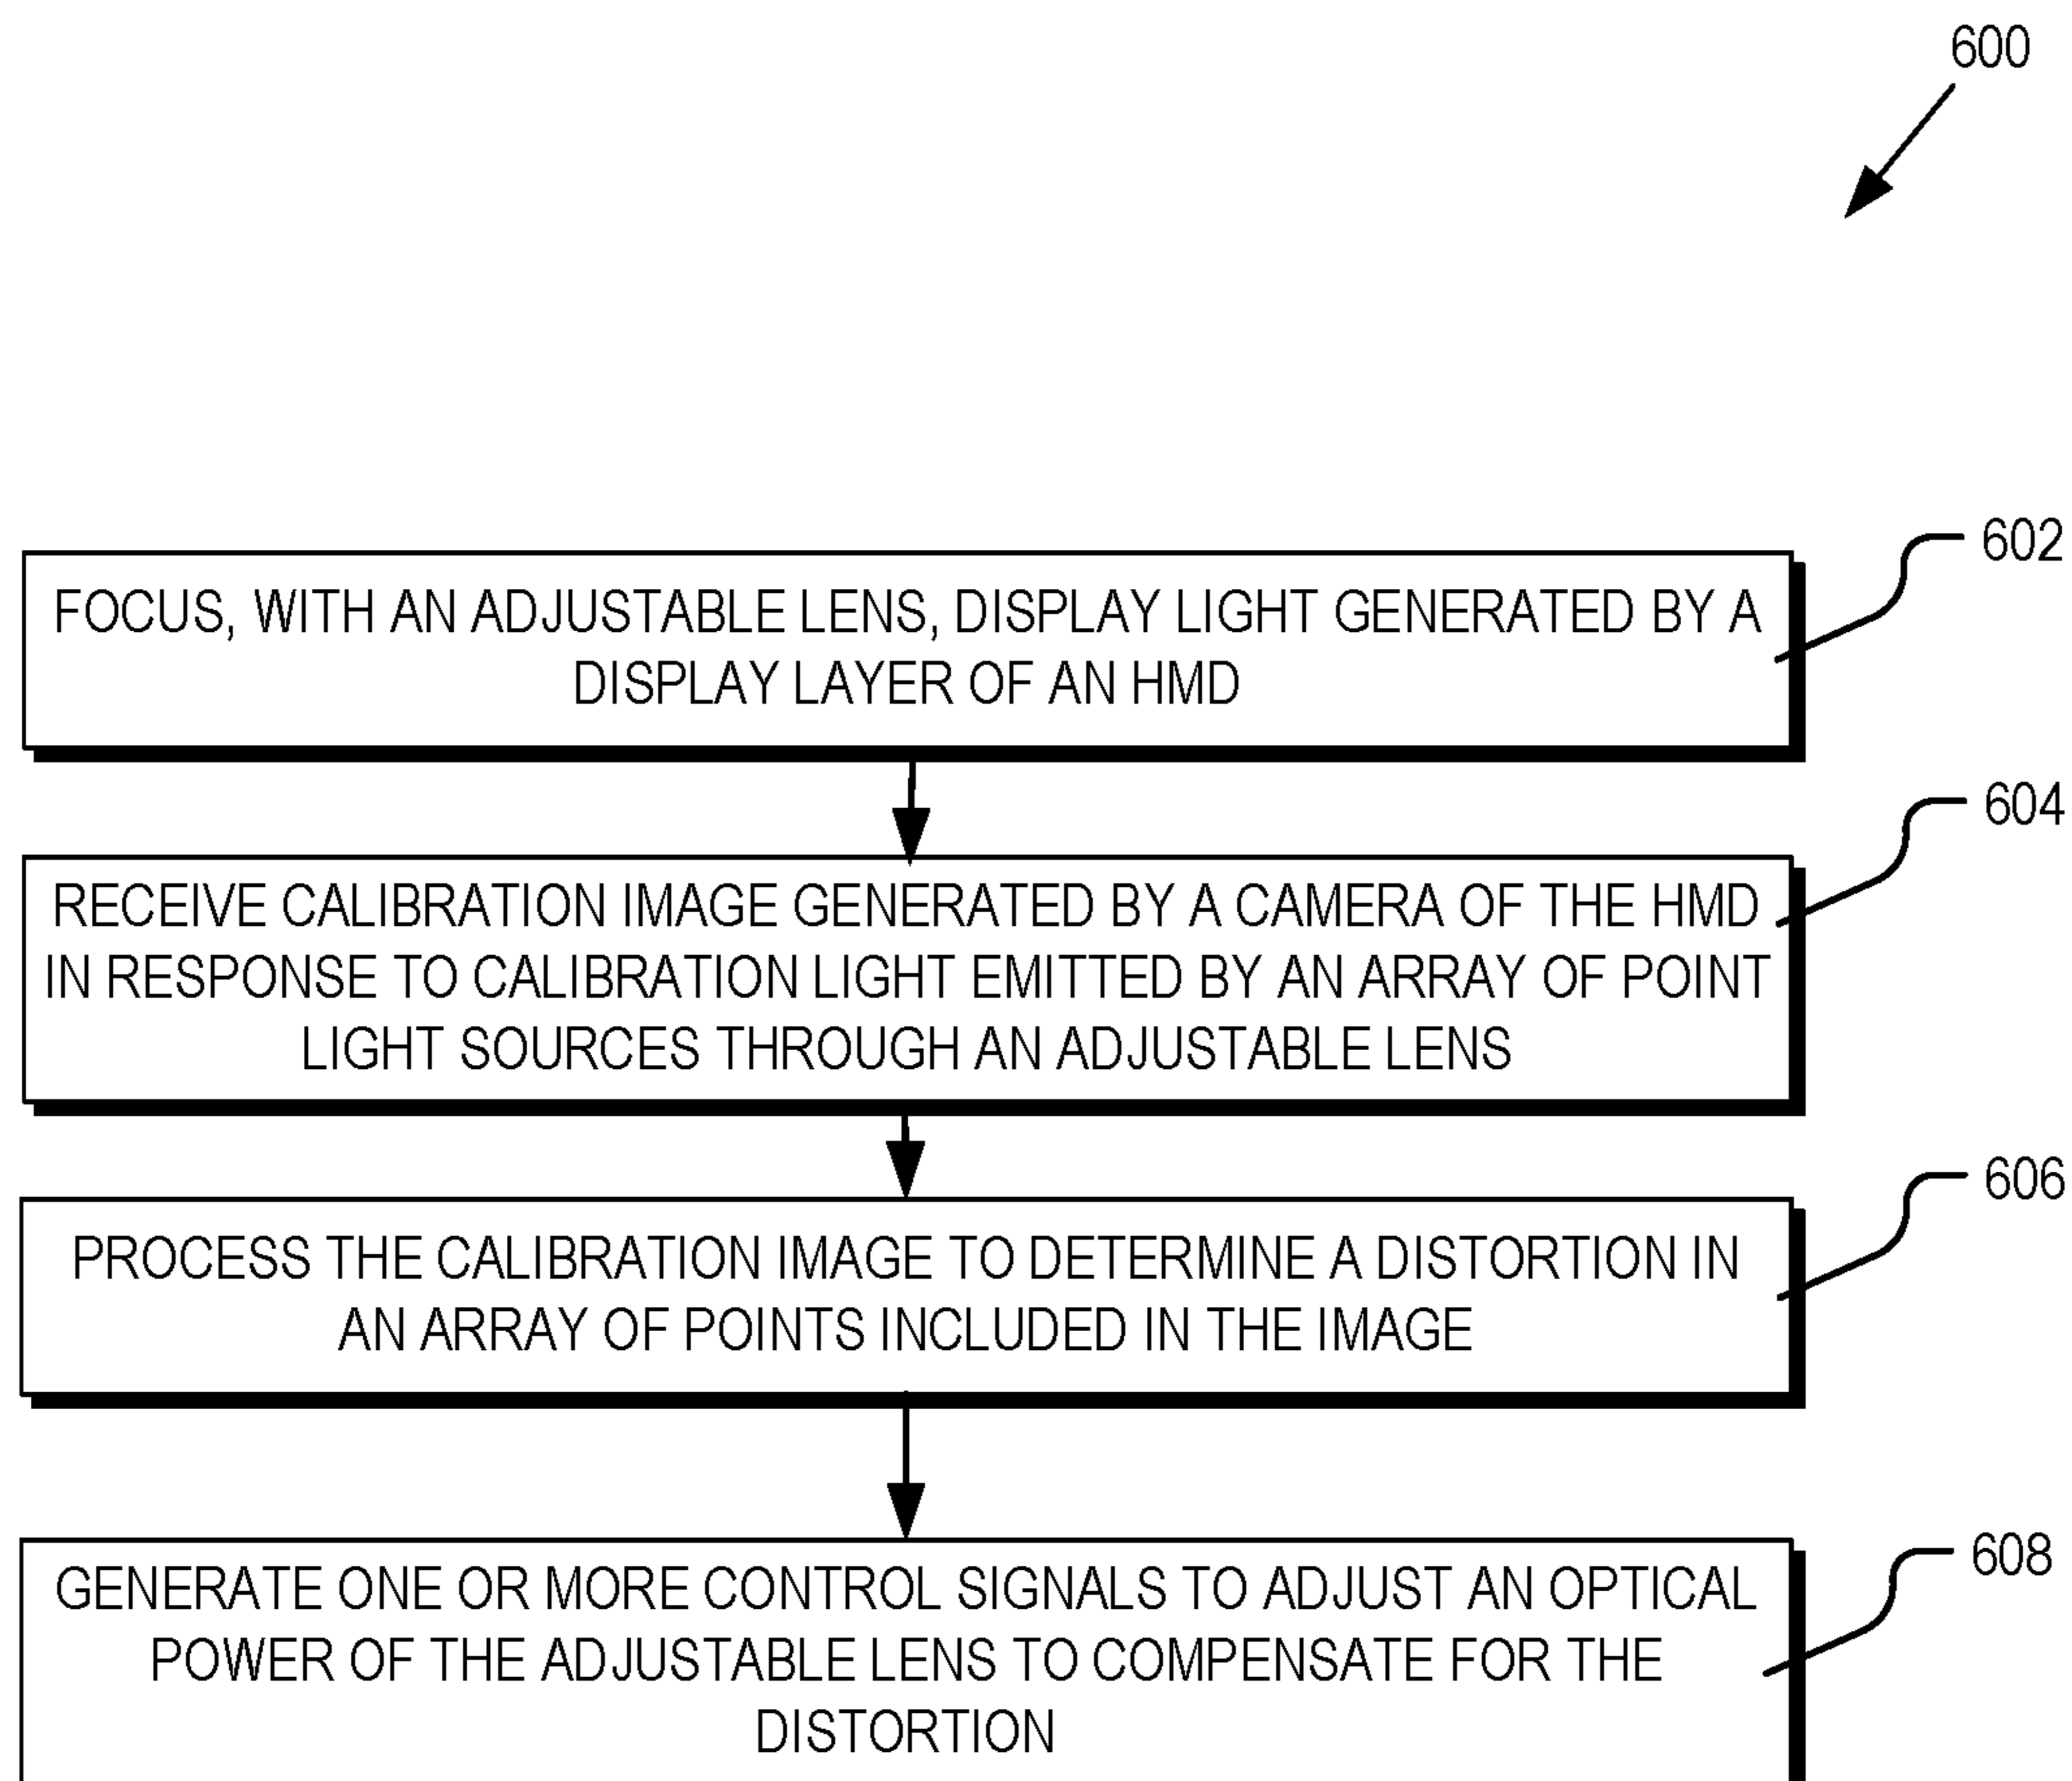 600
602
FOCUS, WITH AN ADJUSTABLE LENS, DISPLAY LIGHT GENERATED BY A
DISPLAY LAYER OF AN HMD
604
RECEIVE CALIBRATION IMAGE GENERATED BY A CAMERA OF THE HMD
IN RESPONSE TO CALIBRATION LIGHT EMITTED BY AN ARRAY OF POINT
LIGHT SOURCES THROUGH AN ADJUSTABLE LENS
606
PROCESS THE CALIBRATION IMAGE TO DETERMINE A DISTORTION IN
AN ARRAY OF POINTS INCLUDED IN THE IMAGE
608
GENERATE ONE OR MORE CONTROL SIGNALS TO ADJUST AN OPTICAL
POWER OF THE ADJUSTABLE LENS TO COMPENSATE FOR THE
DISTORTION